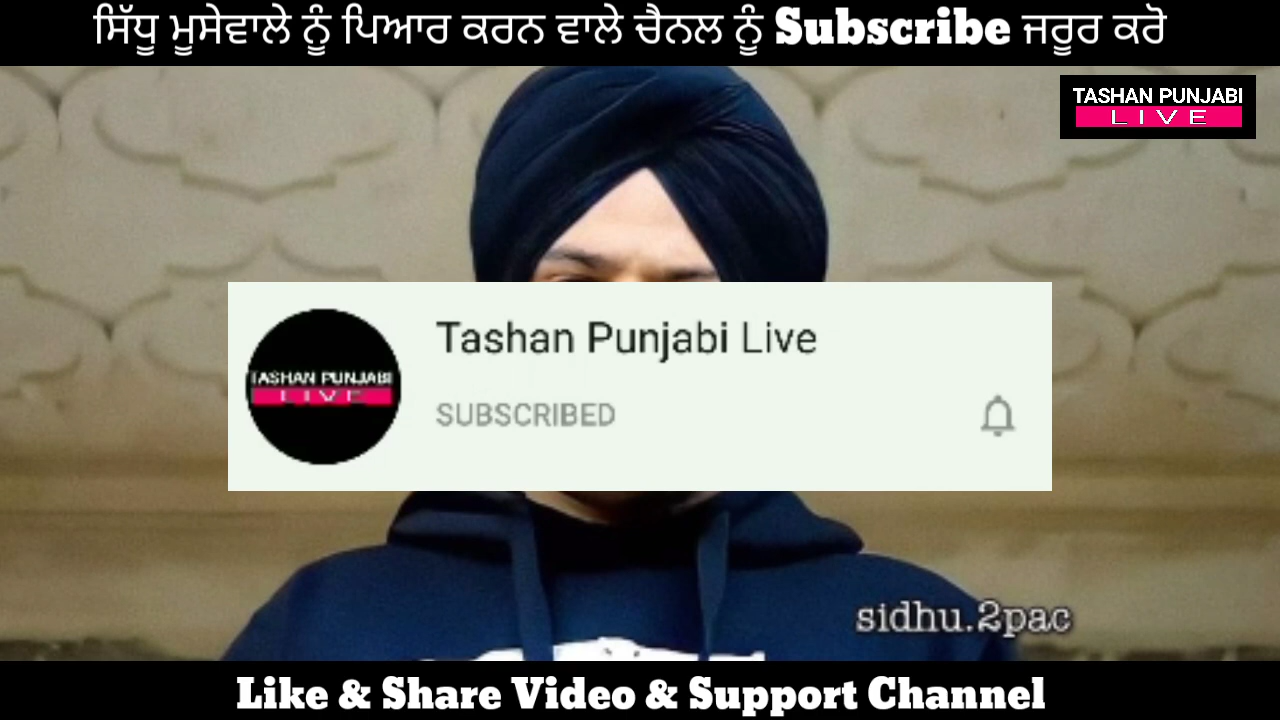 ਸਿੱਧੂ ਮੂਸੇਵਾਲੇ ਨੂੰ ਪਿਆਰ ਕਰਨ ਵਾਲੇ ਚੈਨਲ ਨੂੰ Subscribe ਜਰੂਰ ਕਰੋ
TASHAN PUNJABI
LIVE
Tashan Punjabi Live
TASHAN PUNJABI
LIVE
SUBSCRIBED
sidhu.2pac
Like & Share Video & Support Channel